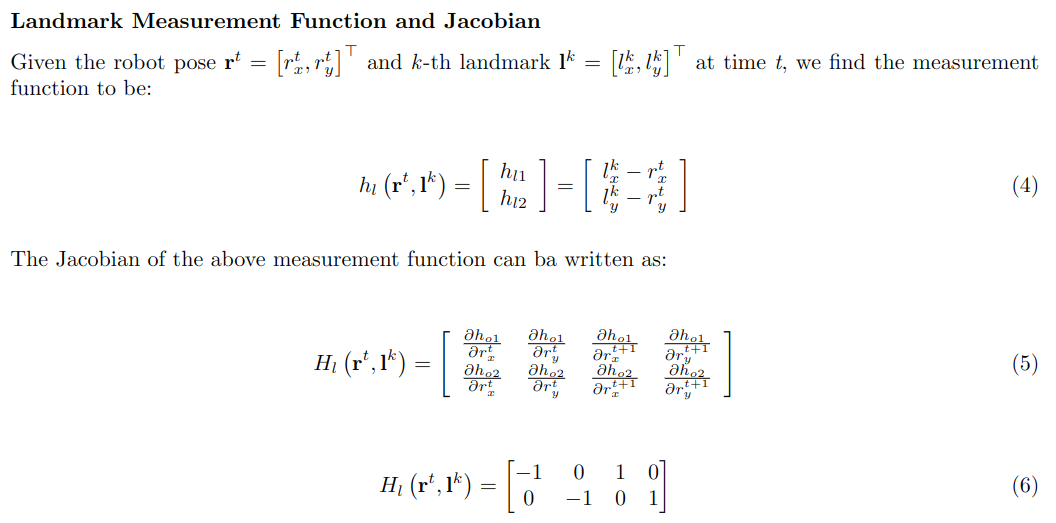 Landmark Measurement Function and Jacobian
Given the robot pose $\mathbf{r}^t = \left[r_x^t, r_y^t\right]^\top$ and $k$-th landmark $\mathbf{l}^k = \left[l_x^k, l_y^k\right]^\top$ at time $t$, we find the measurement
function to be:
$h_l\left(\mathbf{r}^t, \mathbf{l}^k\right) = \begin{bmatrix} h_{l1} \\ h_{l2} \end{bmatrix} = \begin{bmatrix} l_x^k - r_x^t \\ l_y^k - r_y^t \end{bmatrix}$ (4)
The Jacobian of the above measurement function can ba written as:
$H_l\left(\mathbf{r}^t, \mathbf{l}^k\right) = \begin{bmatrix} \frac{\partial h_{o1}}{\partial r_x^t} & \frac{\partial h_{o1}}{\partial r_y^t} & \frac{\partial h_{o1}}{\partial r_x^{t+1}} & \frac{\partial h_{o1}}{\partial r_y^{t+1}} \\ \frac{\partial h_{o2}}{\partial r_x^t} & \frac{\partial h_{o2}}{\partial r_y^t} & \frac{\partial h_{o2}}{\partial r_x^{t+1}} & \frac{\partial h_{o2}}{\partial r_y^{t+1}} \end{bmatrix}$ (5)
$H_l\left(\mathbf{r}^t, \mathbf{l}^k\right) = \begin{bmatrix} -1 & 0 & 1 & 0 \\ 0 & -1 & 0 & 1 \end{bmatrix}$ (6)